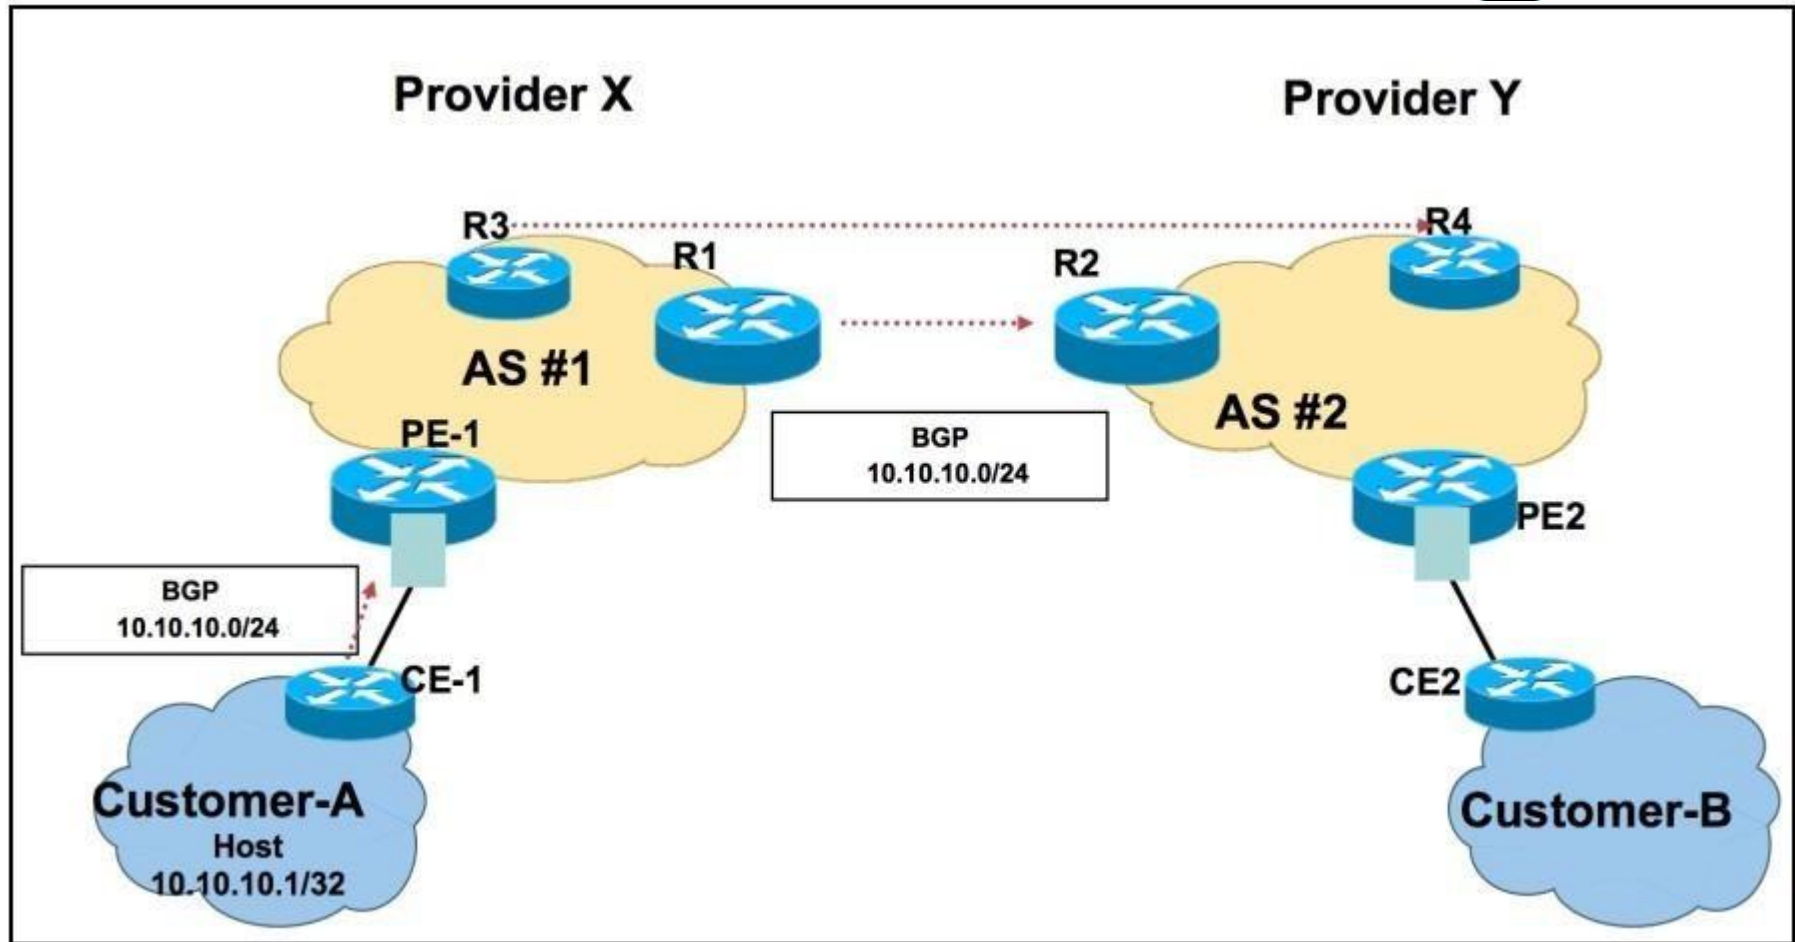 Provider X
Provider Y
R3
R4
R1
R2
AS #1
AS #2
PE-1
BGP
10.10.10.0/24
PE2
BGP
10.10.10.0/24
CE-1
CE2
Customer-A
Host
10.10.10.1/32
Customer-B